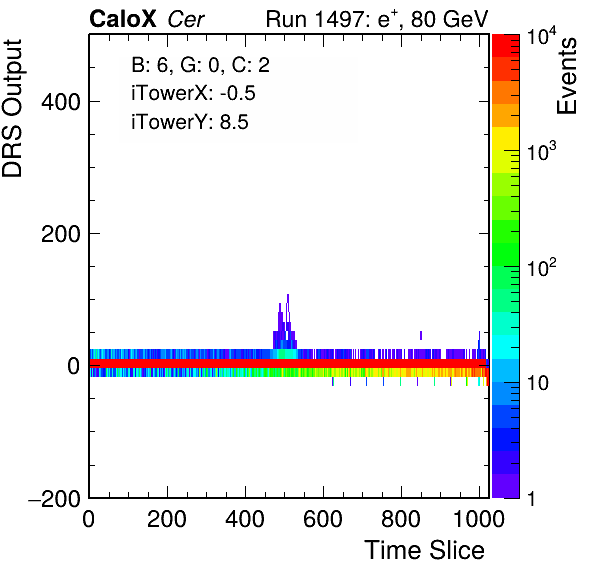 CaloX Cer Run 1497: e+, 80 GeV
B: 6, G: 0, C: 2
iTowerX: -0.5
iTowerY: 8.5
DRS Output
400
200
0
−200
0 200 400 600 800 1000
Time Slice
Events
10^4
10^3
10^2
10
1